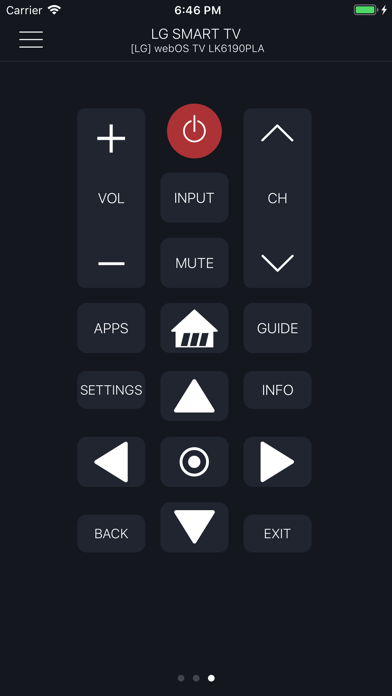 Carrier 6:46 PM
LG SMART TV
[LG] webOS TV LK6190PLA
VOL
INPUT
CH
MUTE
APPS
GUIDE
SETTINGS
INFO
BACK
EXIT